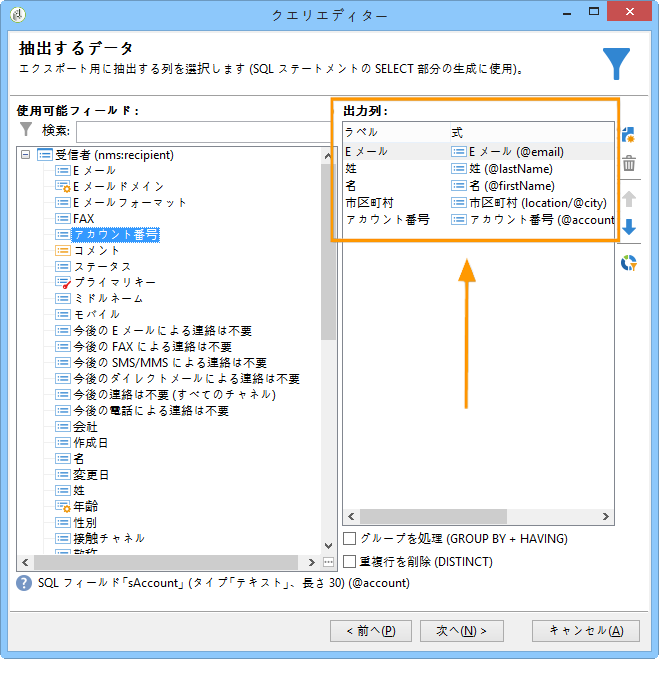 クエリエディター
抽出するデータ
エクスポート用に抽出する列を選択します (SQL ステートメントの SELECT 部分の生成に使用)。
使用可能フィールド :
検索:
受信者 (nms:recipient)
E メール
E メールドメイン
E メールフォーマット
FAX
アカウント番号
コメント
ステータス
プライマリキー
ミドルネーム
モバイル
今後の E メールによる連絡は不要
今後の FAX による連絡は不要
今後の SMS/MMS による連絡は不要
今後のダイレクトメールによる連絡は不要
今後の連絡は不要 (すべてのチャネル)
今後の電話による連絡は不要
会社
作成日
名
変更日
姓
年齢
性別
接触チャネル
出力列 :
ラベル 式
E メール E メール (@email)
姓 姓 (@lastName)
名 名 (@firstName)
市区町村 市区町村 (location/@city)
アカウント番号 アカウント番号 (@account
グループを処理 (GROUP BY + HAVING)
重複行を削除 (DISTINCT)
SQL フィールド「sAccount」 (タイプ「テキスト」、長さ 30) (@account)
< 前へ(P) 次へ(N) > キャンセル(A)